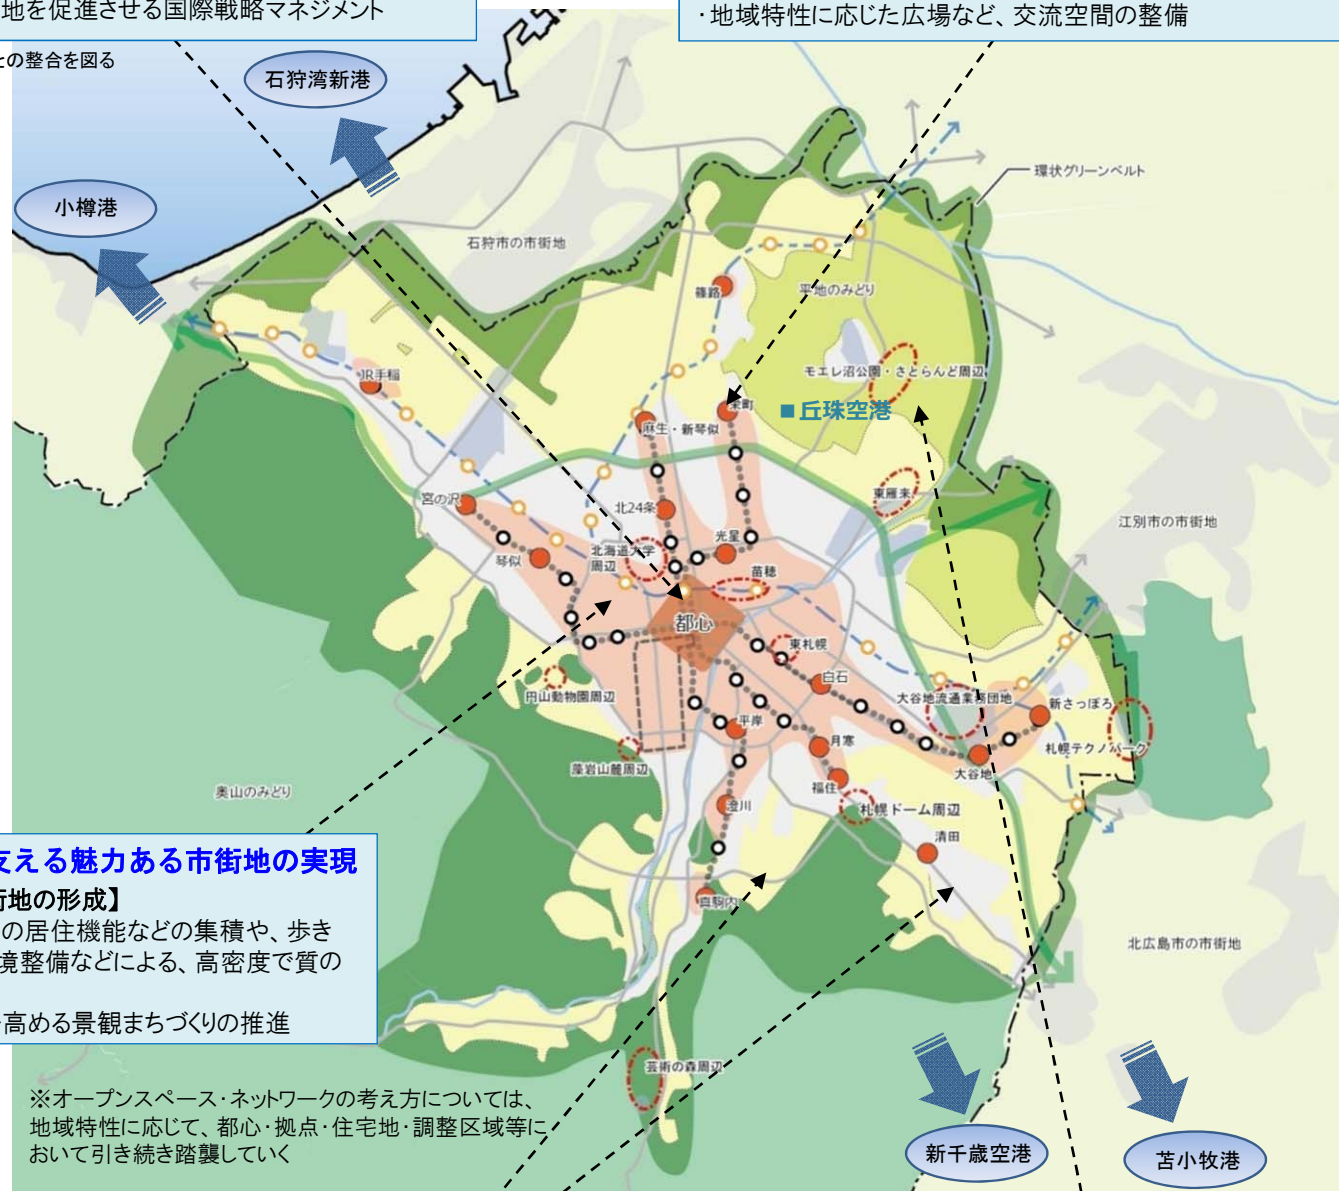 地を促進させる国際戦略マネジメント
・地域特性に応じた広場など、交流空間の整備
との整合を図る
石狩湾新港
小樽港
環状グリーンベルト
石狩市の市街地
篠路
平地のみどり
モエレ沼公園・さとらんど周辺
JR手稲
栄町
■丘珠空港
麻生・新琴似
宮の沢
東雁来
北24条
江別市の市街地
光星
北海道大学
周辺
琴似
苗穂
都心
東札幌
白石
円山動物園周辺
大谷地流通業務団地
新さっぽろ
平岸
月寒
札幌テクノパーク
藻岩山麓周辺
大谷地
福住
奥山のみどり
澄川
札幌ドーム周辺
清田
支える魅力ある市街地の実現
街地の形成】
の居住機能などの集積や、歩き
境整備などによる、高密度で質の
高める景観まちづくりの推進
真駒内
北広島市の市街地
芸術の森周辺
※オープンスペース・ネットワークの考え方については、
地域特性に応じて、都心・拠点・住宅地・調整区域等に
おいて引き続き踏襲していく
新千歳空港
苫小牧港